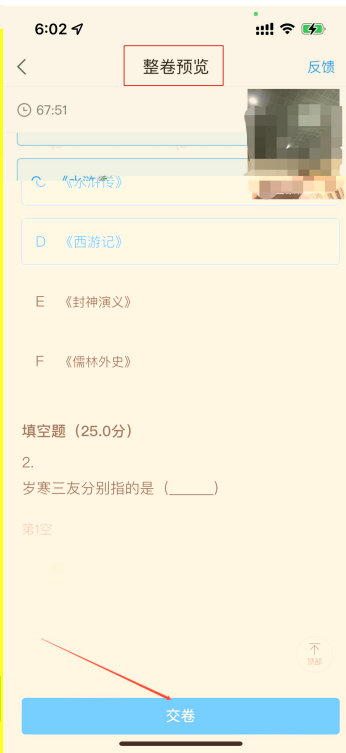 6:02
整卷预览
反馈
67:51
C 《水浒传》
D 《西游记》
E 《封神演义》
F 《儒林外史》
填空题（25.0分）
2.
岁寒三友分别指的是（______）
第1空
顶部
交卷